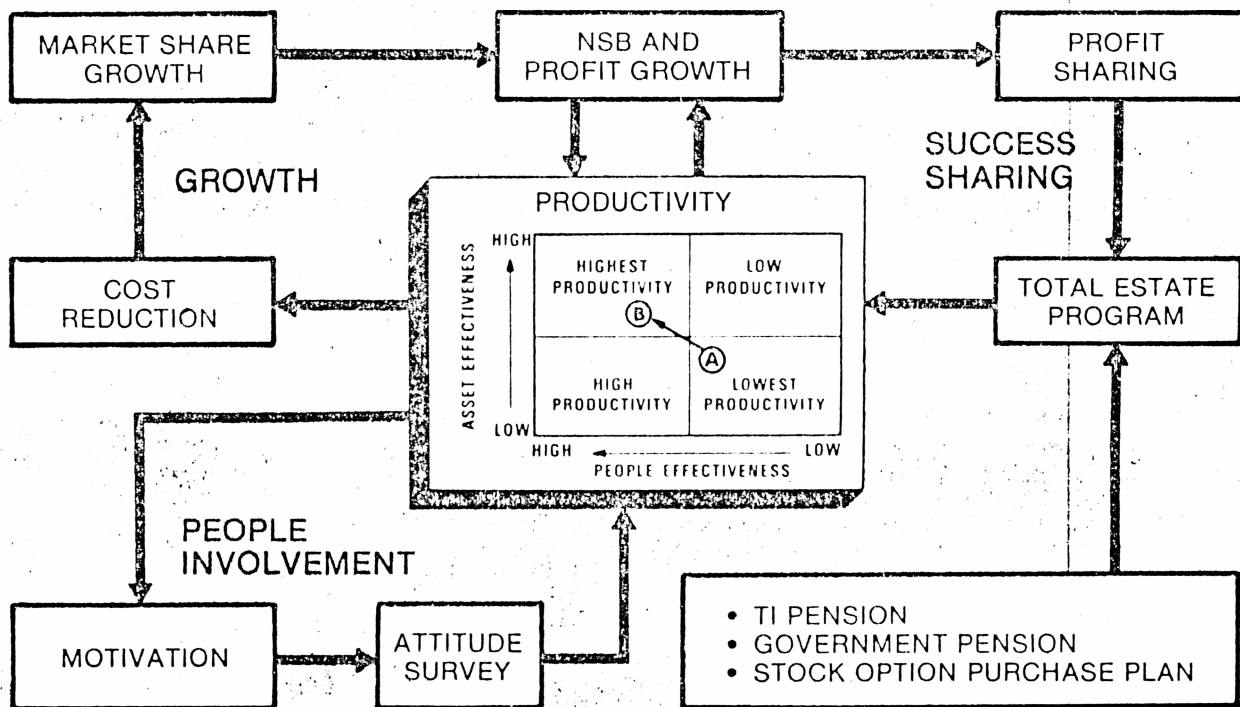 MARKET SHARE
GROWTH
NSB AND
PROFIT GROWTH
PROFIT
SHARING
GROWTH
SUCCESS
SHARING
PRODUCTIVITY
COST
REDUCTION
ASSET EFFECTIVENESS
HIGH
LOW
HIGHEST
PRODUCTIVITY
LOW
PRODUCTIVITY
B
A
HIGH
PRODUCTIVITY
LOWEST
PRODUCTIVITY
HIGH
LOW
PEOPLE EFFECTIVENESS
TOTAL ESTATE
PROGRAM
PEOPLE
INVOLVEMENT
MOTIVATION
ATTITUDE
SURVEY
• TI PENSION
• GOVERNMENT PENSION
• STOCK OPTION PURCHASE PLAN